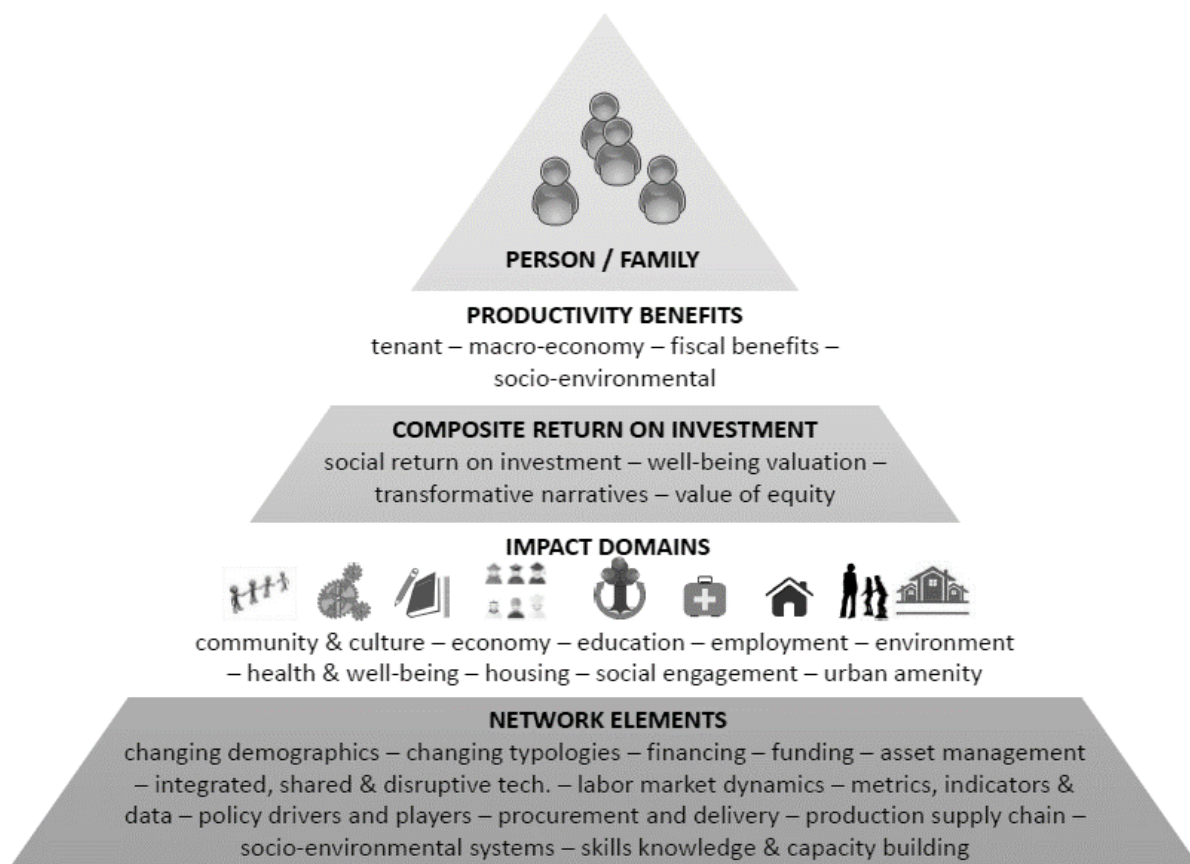 PERSON / FAMILY
PRODUCTIVITY BENEFITS
tenant – macro-economy – fiscal benefits –
socio-environmental
COMPOSITE RETURN ON INVESTMENT
social return on investment – well-being valuation –
transformative narratives – value of equity
IMPACT DOMAINS
community & culture – economy – education – employment – environment
– health & well-being – housing – social engagement – urban amenity
NETWORK ELEMENTS
changing demographics – changing typologies – financing – funding – asset management
– integrated, shared & disruptive tech. – labor market dynamics – metrics, indicators &
data – policy drivers and players – procurement and delivery – production supply chain –
socio-environmental systems – skills knowledge & capacity building